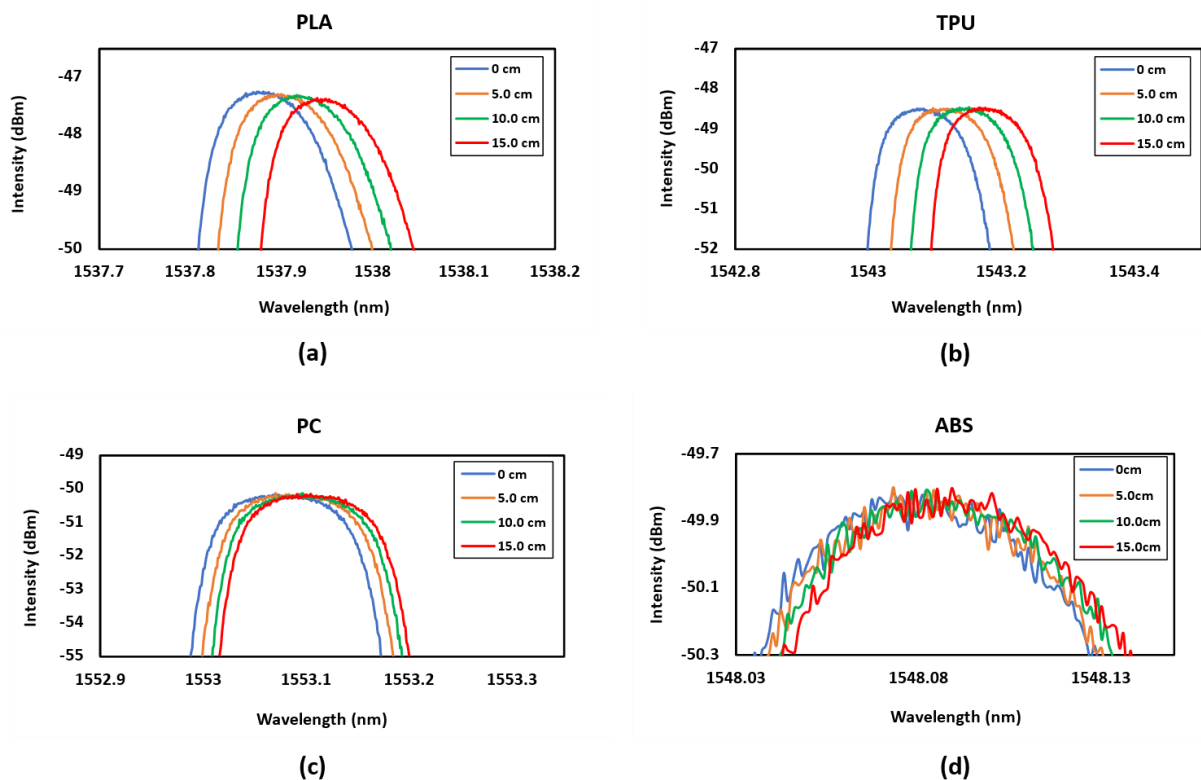 PLA
-47
-48
-49
-50
1537.7 1537.8 1537.9 1538 1538.1 1538.2
Intensity (dBm)
Wavelength (nm)
0 cm
5.0 cm
10.0 cm
15.0 cm
(a)
TPU
-47
-48
-49
-50
-51
-52
1542.8 1543 1543.2 1543.4
Intensity (dBm)
Wavelength (nm)
0 cm
5.0 cm
10.0 cm
15.0 cm
(b)
PC
-49
-50
-51
-52
-53
-54
-55
1552.9 1553 1553.1 1553.2 1553.3
Intensity (dBm)
Wavelength (nm)
0 cm
5.0 cm
10.0 cm
15.0 cm
(c)
ABS
-49.7
-49.9
-50.1
-50.3
1548.03 1548.08 1548.13
Intensity (dBm)
Wavelength (nm)
0cm
5.0cm
10.0cm
15.0cm
(d)